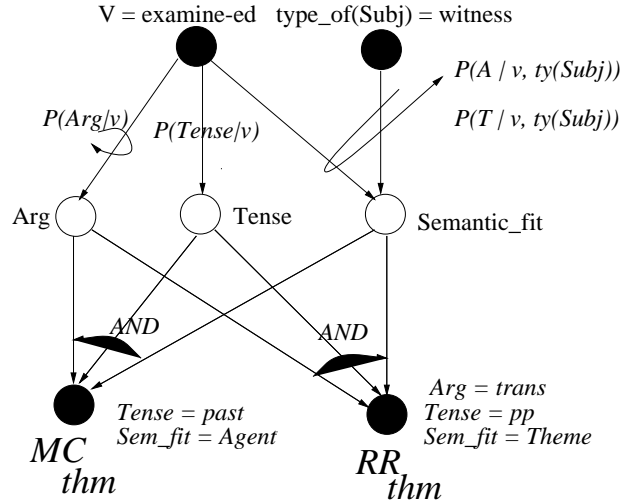 V = examine-ed type_of(Subj) = witness
P(A | v, ty(Subj))
P(Arg|v)
P(Tense|v)
P(T | v, ty(Subj))
Arg
Tense
Semantic_fit
AND
AND
Arg = trans
Tense = past
Tense = pp
Sem_fit = Agent
Sem_fit = Theme
MC
thm
RR
thm